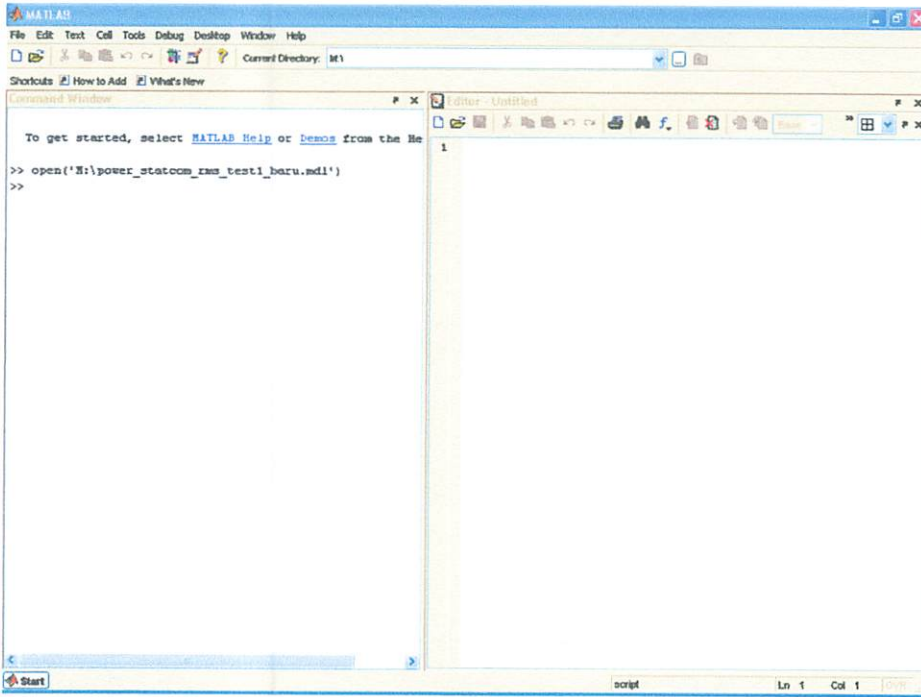 MATLAB
File Edit Text Cell Tools Debug Desktop Window Help
Current Directory: M:\
Shortcuts How to Add What's New
Command Window
To get started, select MATLAB Help or Demos from the He
>> open('M:\power_statcom_rms_test1_baru.mdl')
>>
Editor - Untitled
Base
1
Start
script Ln 1 Col 1 OVR